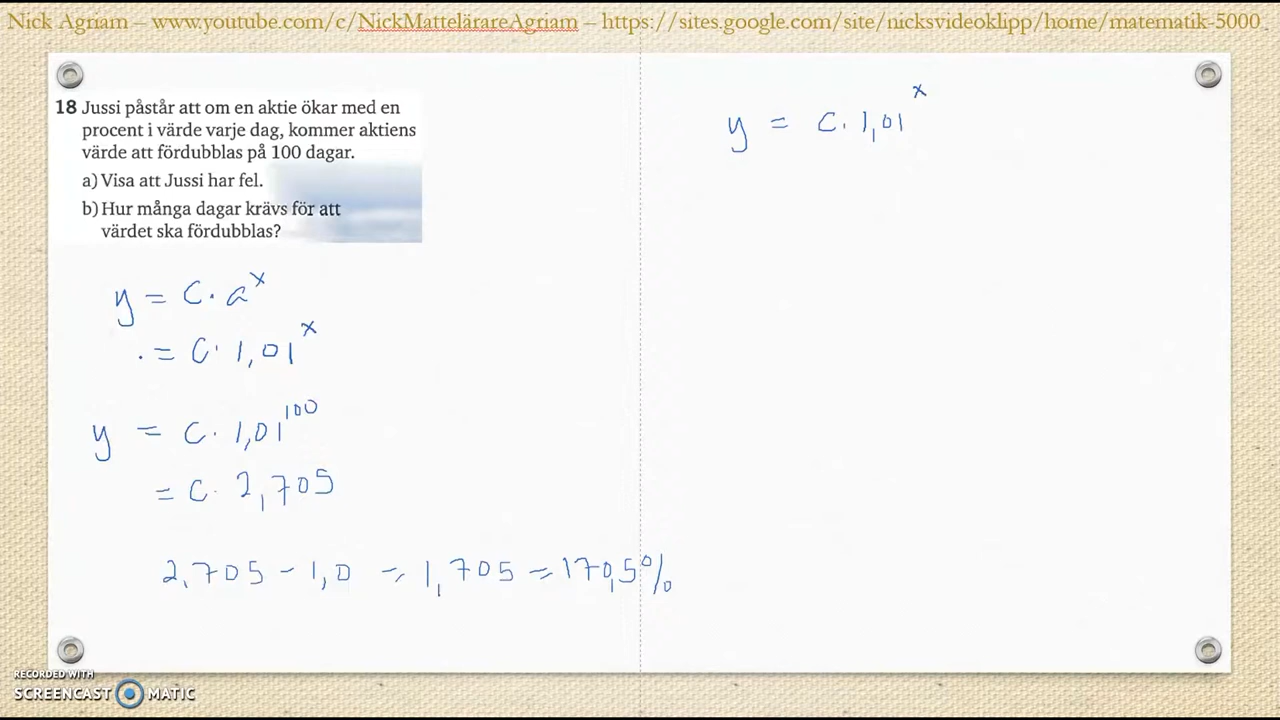 Nick Agriam – www.youtube.com/c/NickMattelärareAgriam – https://sites.google.com/site/nicksvideoklipp/home/matematik-5000
18 Jussi påstår att om en aktie ökar med en
procent i värde varje dag, kommer aktiens
värde att fördubblas på 100 dagar.
a) Visa att Jussi har fel.
b) Hur många dagar krävs för att
värdet ska fördubblas?
y = C · a^x
= C · 1,01^x
y = C · 1,01^100
= C · 2,705
2,705 - 1,0 = 1,705 = 170,5%
y = C · 1,01^x
RECORDED WITH
SCREENCAST MATIC